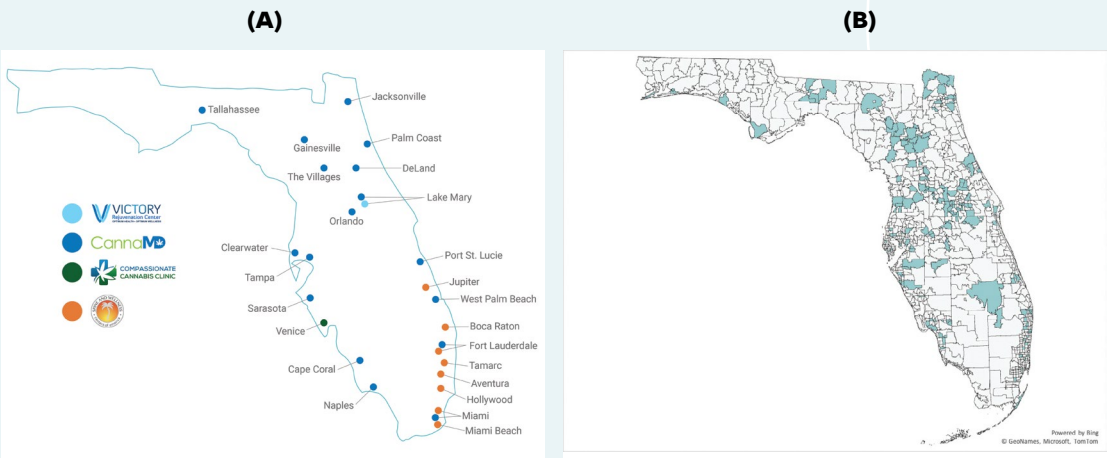 (A)
(B)
Jacksonville
Tallahassee
Palm Coast
Gainesville
DeLand
The Villages
Lake Mary
VICTORY
Rejuvenation Center
Orlando
CannaMD
Clearwater
Port St. Lucie
COMPASSIONATE
CANNABIS CLINIC
Tampa
Jupiter
West Palm Beach
Sarasota
Boca Raton
Venice
Fort Lauderdale
Tamarc
Cape Coral
Aventura
Hollywood
Naples
Miami
Miami Beach
Powered by Bing
© GeoNames, Microsoft, TomTom